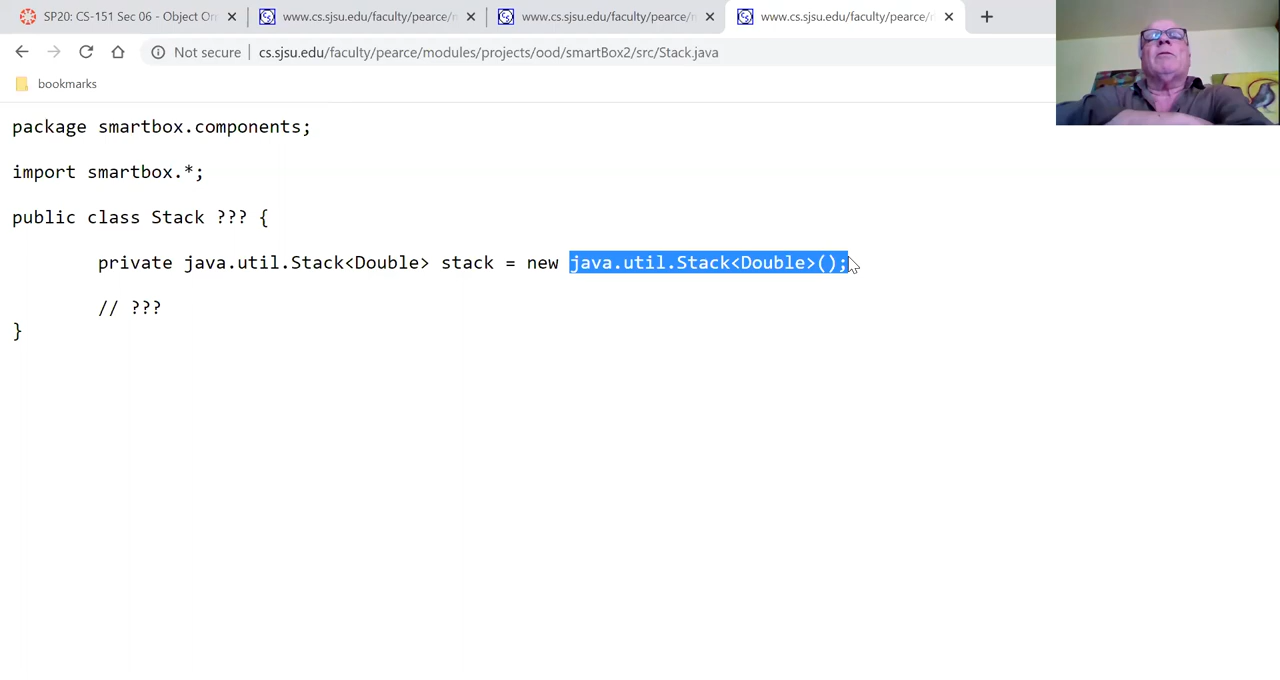 SP20: CS-151 Sec 06 - Object Or
www.cs.sjsu.edu/faculty/pearce/
www.cs.sjsu.edu/faculty/pearce/
www.cs.sjsu.edu/faculty/pearce/
Not secure | cs.sjsu.edu/faculty/pearce/modules/projects/ood/smartBox2/src/Stack.java
bookmarks
package smartbox.components;
import smartbox.*;
public class Stack ??? {
private java.util.Stack<Double> stack = new java.util.Stack<Double>();
// ???
}